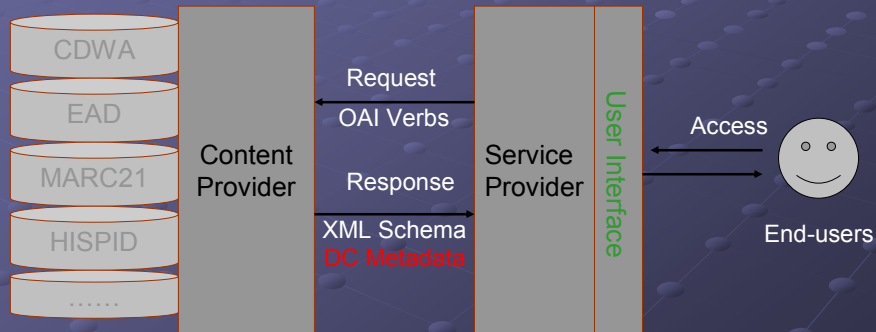 CDWA
EAD
MARC21
HISPID
......
Content
Provider
Request
OAI Verbs
Response
XML Schema
DC Metadata
Service
Provider
User Interface
Access
End-users